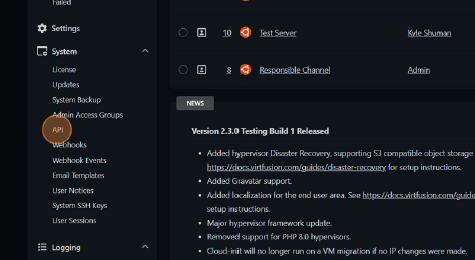 Failed
Settings
System
License
Updates
System Backup
Admin Access Groups
API
Webhooks
Webhook Events
Email Templates
User Notices
System SSH Keys
User Sessions
Logging
10 Test Server Kyle Shuman
8 Responsible Channel Admin
NEWS
Version 2.3.0 Testing Build 1 Released
Added hypervisor Disaster Recovery, supporting S3 compatible object storage
https://docs.virtfusion.com/guides/disaster-recovery for setup instructions.
Added Gravatar support.
Added localization for the end user area. See https://docs.virtfusion.com/guide
setup instructions.
Major hypervisor framework update.
Removed support for PHP 8.0 hypervisors.
Cloud-init will no longer run on a VM migration if no IP changes were made.